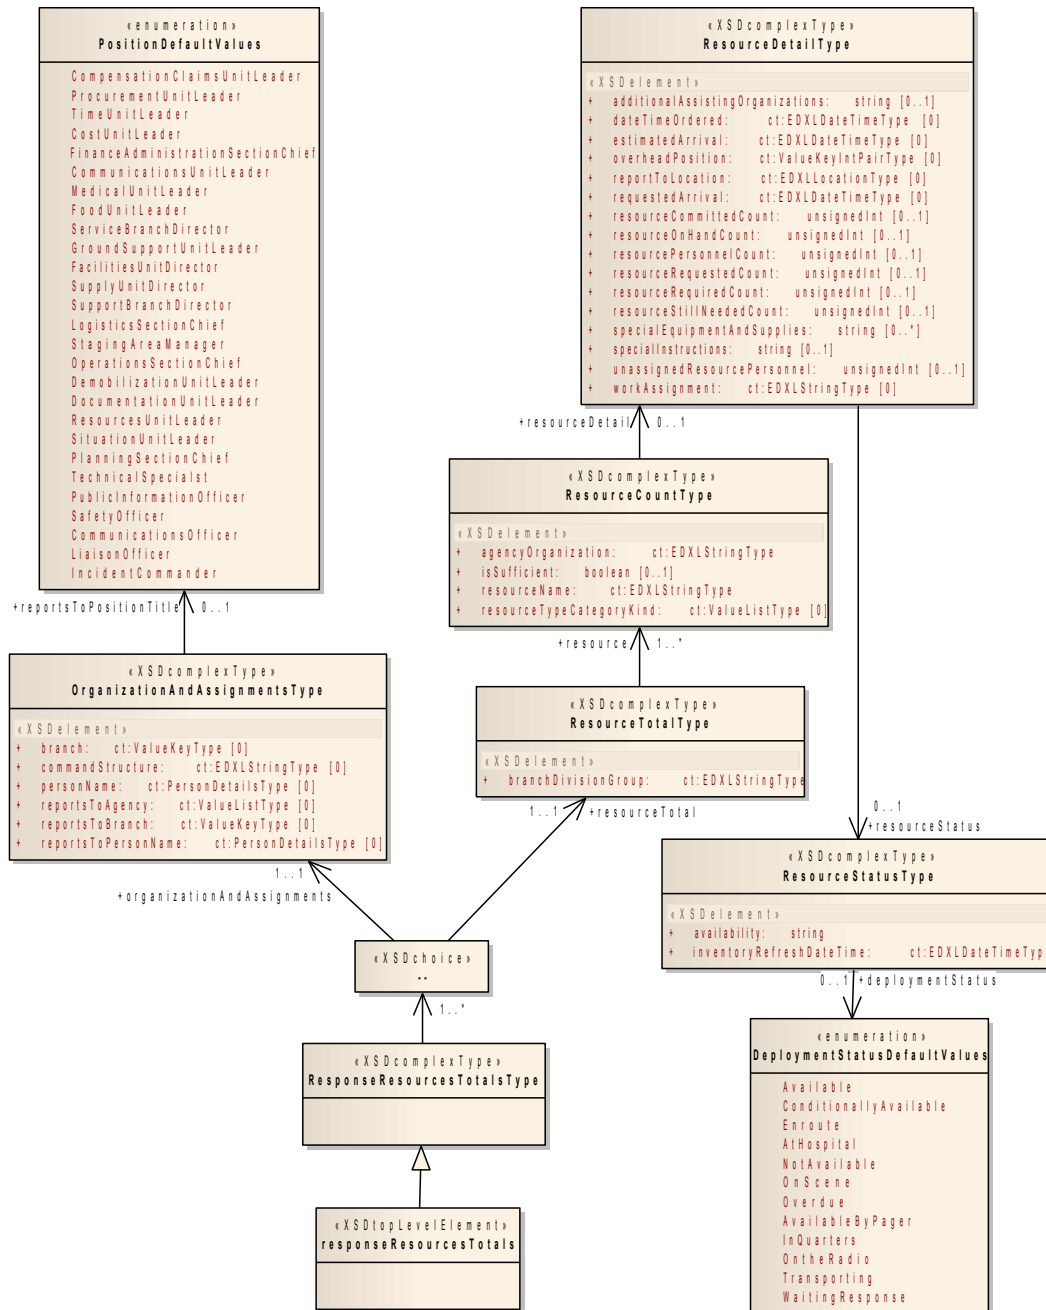 «enumeration»
PositionDefaultValues
CompensationClaimsUnitLeader
ProcurementUnitLeader
TimeUnitLeader
CostUnitLeader
FinanceAdministrationSectionChief
CommunicationsUnitLeader
MedicalUnitLeader
FoodUnitLeader
ServiceBranchDirector
GroundSupportUnitLeader
FacilitiesUnitDirector
SupplyUnitDirector
SupportBranchDirector
LogisticsSectionChief
StagingAreaManager
OperationsSectionChief
DemobilizationUnitLeader
DocumentationUnitLeader
ResourcesUnitLeader
SituationUnitLeader
PlanningSectionChief
TechnicalSpecialst
PublicInformationOfficer
SafetyOfficer
CommunicationsOfficer
LiaisonOfficer
IncidentCommander
+reportsToPositionTitle 0..1
«XSDcomplexType»
OrganizationAndAssignmentsType
«XSDelement»
+ branch: ct:ValueKeyType [0]
+ commandStructure: ct:EDXLStringType [0]
+ personName: ct:PersonDetailsType [0]
+ reportsToAgency: ct:ValueListType [0]
+ reportsToBranch: ct:ValueKeyType [0]
+ reportsToPersonName: ct:PersonDetailsType [0]
1..1
+organizationAndAssignments
«XSDcomplexType»
ResourceDetailType
«XSDelement»
+ additionalAssistingOrganizations: string [0..1]
+ dateTimeOrdered: ct:EDXLDateTimeType [0]
+ estimatedArrival: ct:EDXLDateTimeType [0]
+ overheadPosition: ct:ValueKeyIntPairType [0]
+ reportToLocation: ct:EDXLLocationType [0]
+ requestedArrival: ct:EDXLDateTimeType [0]
+ resourceCommittedCount: unsignedInt [0..1]
+ resourceOnHandCount: unsignedInt [0..1]
+ resourcePersonnelCount: unsignedInt [0..1]
+ resourceRequestedCount: unsignedInt [0..1]
+ resourceRequiredCount: unsignedInt [0..1]
+ resourceStillNeededCount: unsignedInt [0..1]
+ specialEquipmentAndSupplies: string [0..*]
+ specialInstructions: string [0..1]
+ unassignedResourcePersonnel: unsignedInt [0..1]
+ workAssignment: ct:EDXLStringType [0]
+resourceDetail 0..1
«XSDcomplexType»
ResourceCountType
«XSDelement»
+ agencyOrganization: ct:EDXLStringType
+ isSufficient: boolean [0..1]
+ resourceName: ct:EDXLStringType
+ resourceTypeCategoryKind: ct:ValueListType [0]
+resource 1..*
«XSDcomplexType»
ResourceTotalType
«XSDelement»
+ branchDivisionGroup: ct:EDXLStringType
1..1 +resourceTotal
0..1
+resourceStatus
«XSDcomplexType»
ResourceStatusType
«XSDelement»
+ availability: string
+ inventoryRefreshDateTime: ct:EDXLDateTimeTyp
0..1 +deploymentStatus
«enumeration»
DeploymentStatusDefaultValues
Available
ConditionallyAvailable
Enroute
AtHospital
NotAvailable
OnScene
Overdue
AvailableByPager
InQuarters
OntheRadio
Transporting
WaitingResponse
«XSDchoice»
--
1..*
«XSDcomplexType»
ResponseResourcesTotalsType
«XSDtopLevelElement»
responseResourcesTotals